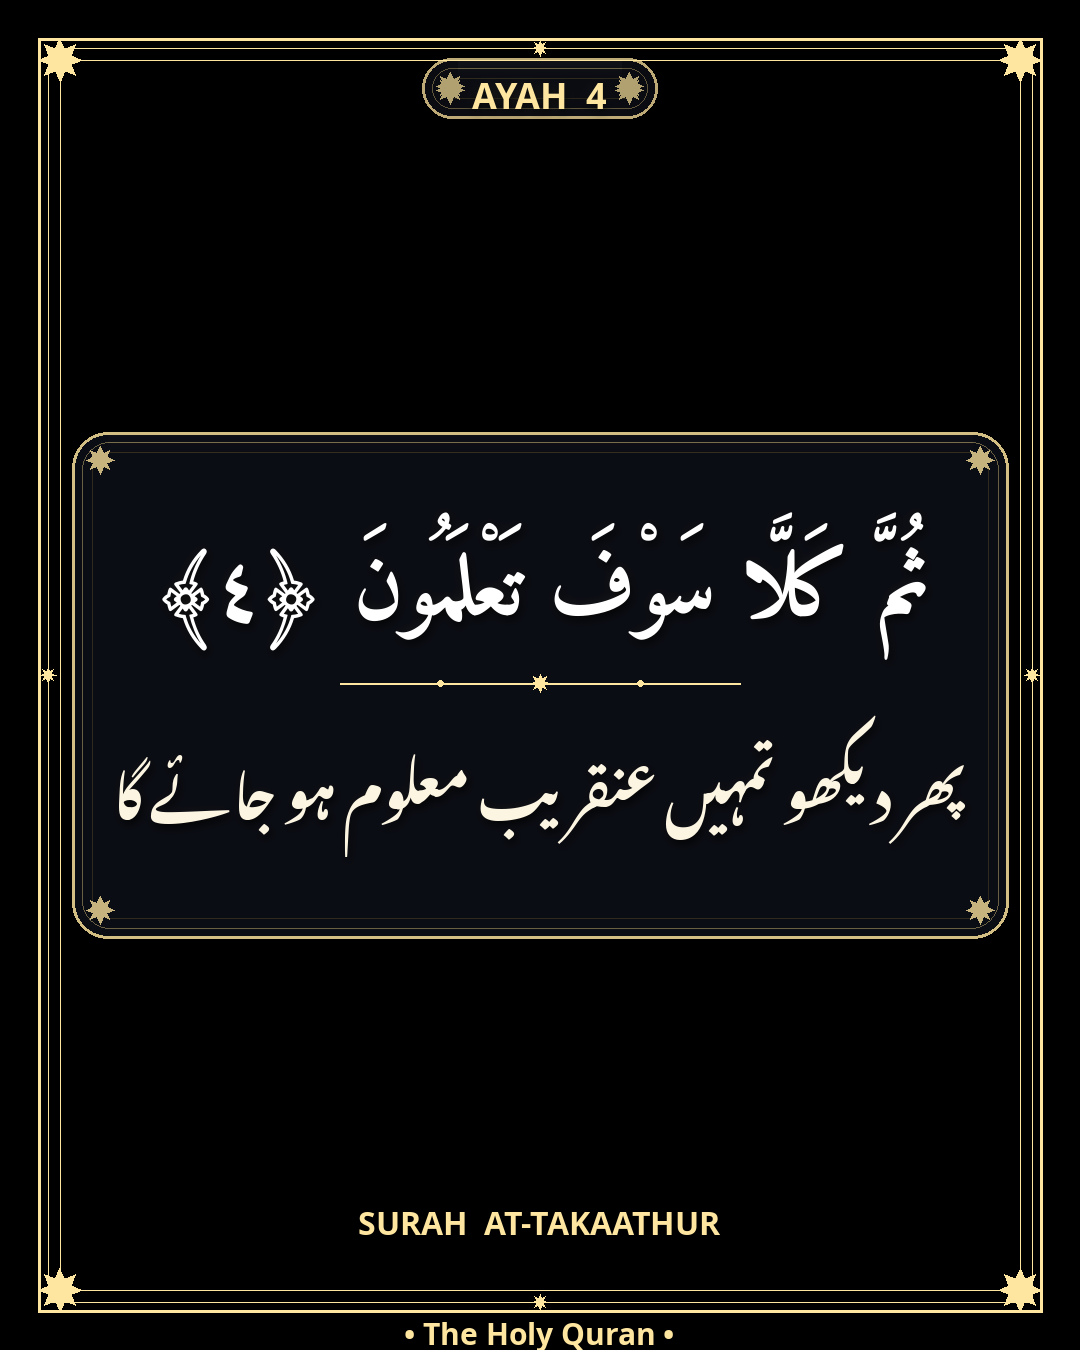 AYAH 4
ثُمَّ كَلَّا سَوْفَ تَعْلَمُونَ ﴿٤﴾
پھر دیکھو تمہیں عنقریب معلوم ہو جائے گا
SURAH AT-TAKAATHUR
• The Holy Quran •